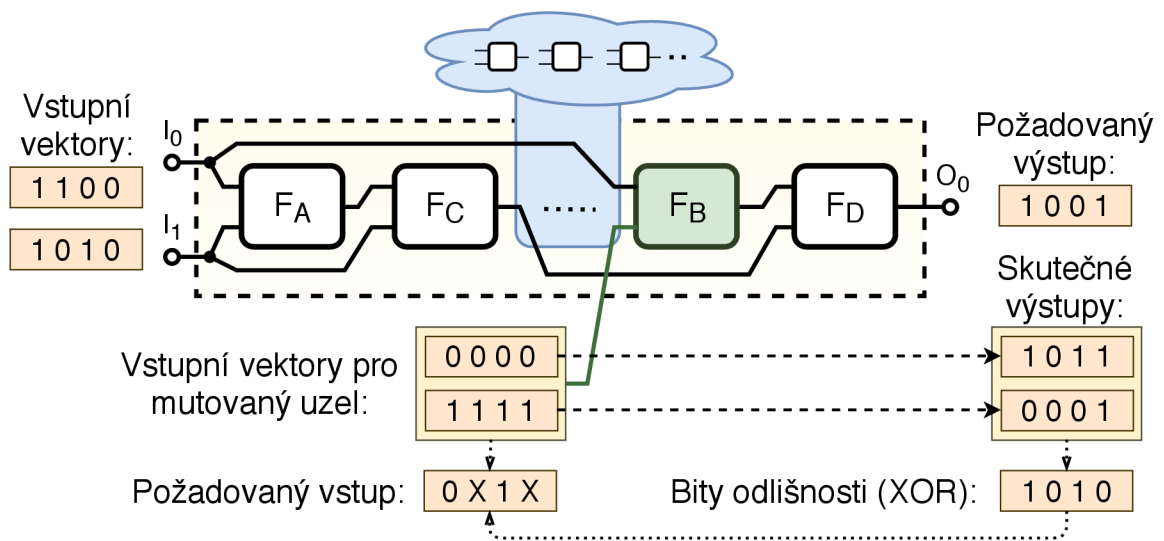 Vstupní
vektory:
1 1 0 0
1 0 1 0
I0
I1
FA
FC
......
FB
FD
O0
Požadovaný
výstup:
1 0 0 1
Skutečné
výstupy:
1 0 1 1
0 0 0 1
Vstupní vektory pro
mutovaný uzel:
0 0 0 0
1 1 1 1
Požadovaný vstup:
0 X 1 X
Bity odlišnosti (XOR):
1 0 1 0